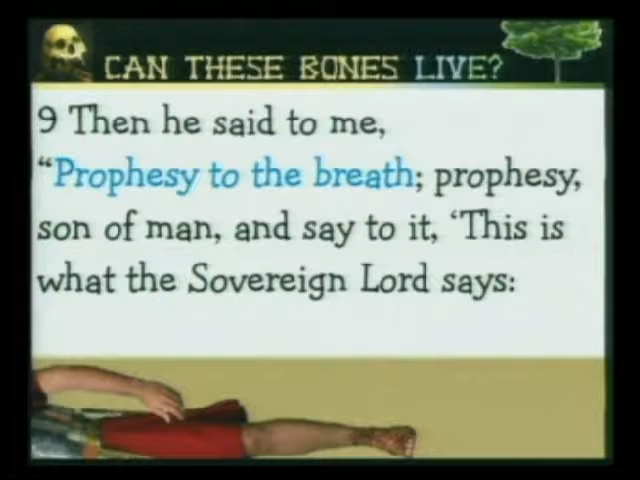 CAN THESE BONES LIVE?
9 Then he said to me,
“Prophesy to the breath; prophesy,
son of man, and say to it, ‘This is
what the Sovereign Lord says: